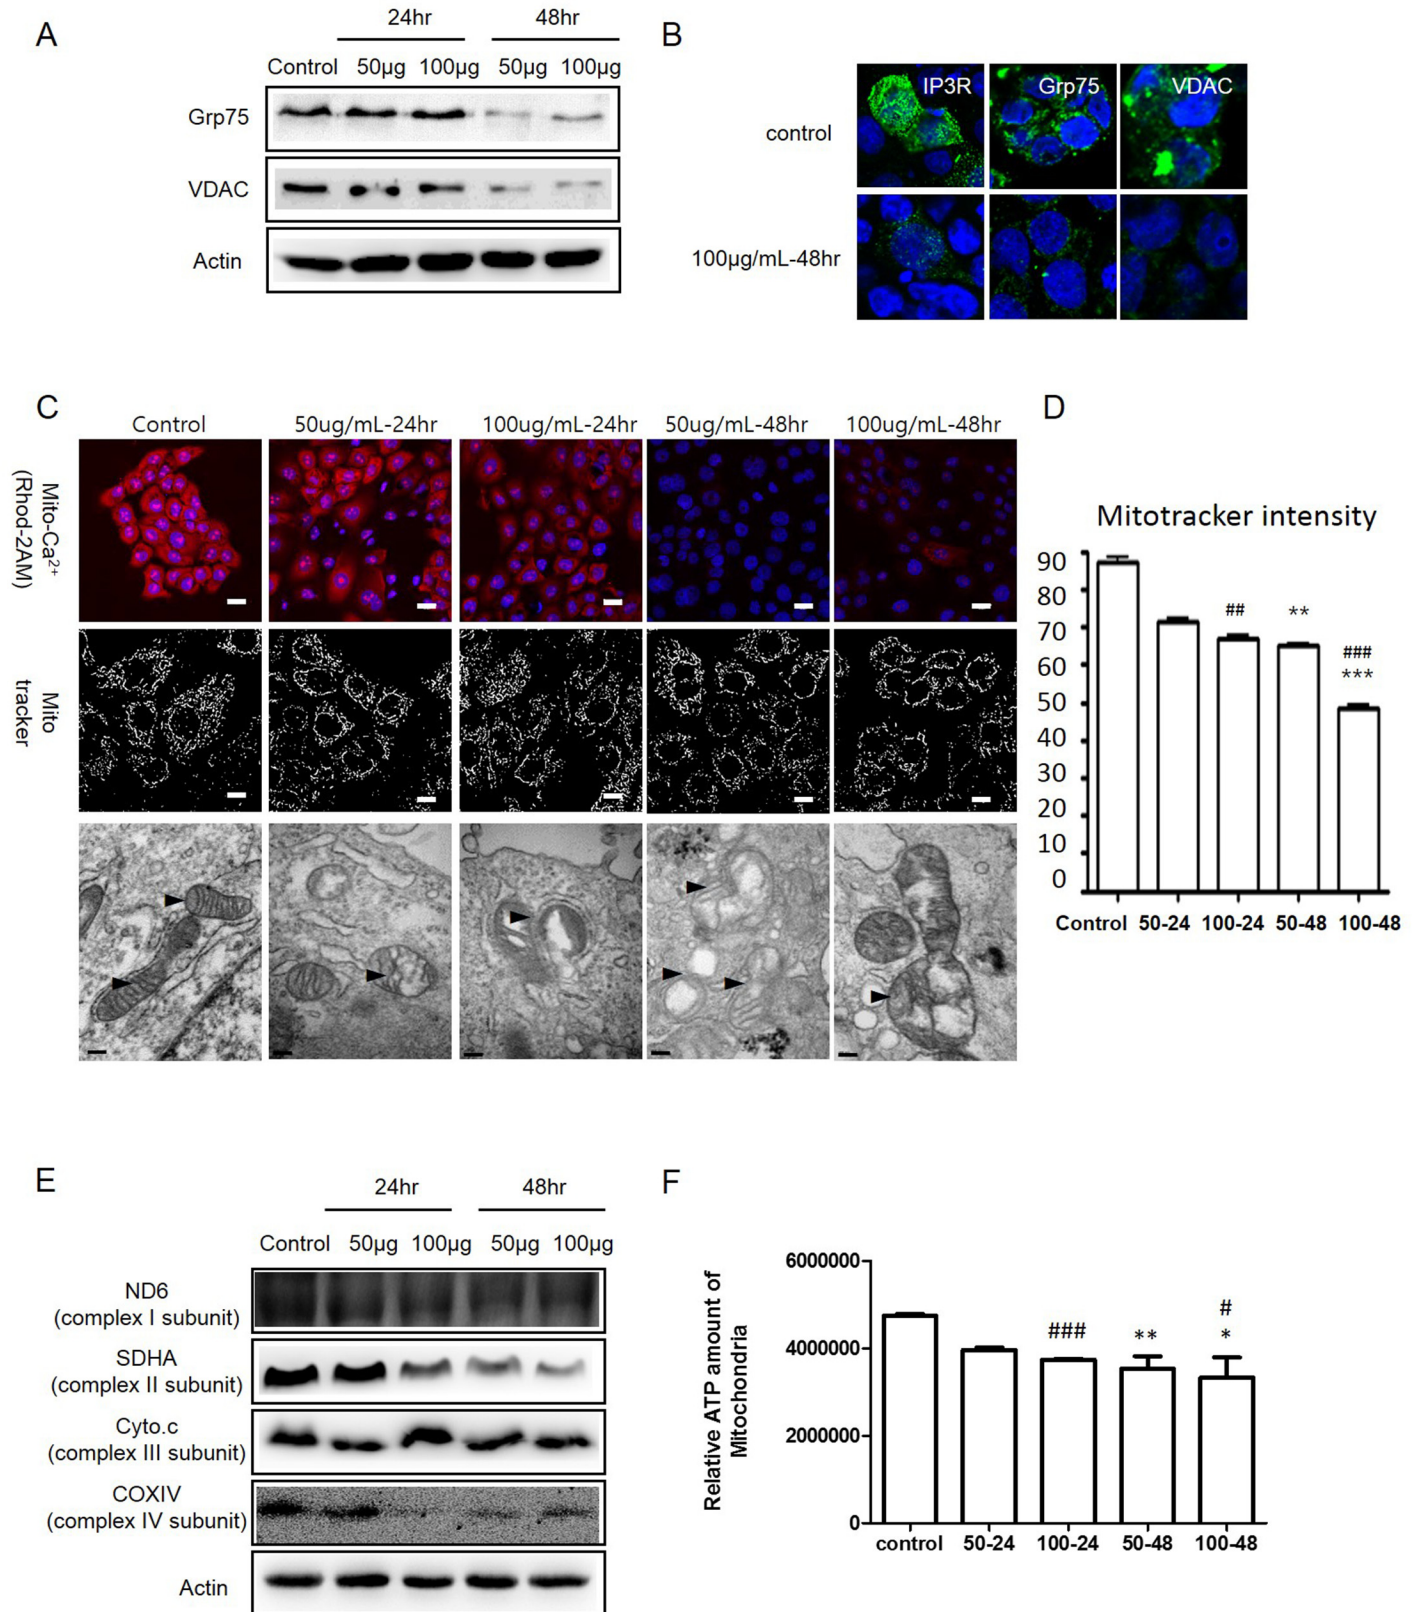 A
24hr 48hr
Control 50µg 100µg 50µg 100µg
Grp75
VDAC
Actin
B
IP3R Grp75 VDAC
control
100µg/mL-48hr
C
Control 50ug/mL-24hr 100ug/mL-24hr 50ug/mL-48hr 100ug/mL-48hr
Mito-Ca²⁺
(Rhod-2AM)
Mito
tracker
D
Mitotracker intensity
90
80
70
60
50
40
30
20
10
0
##
**
###
***
Control 50-24 100-24 50-48 100-48
E
24hr 48hr
Control 50µg 100µg 50µg 100µg
ND6
(complex I subunit)
SDHA
(complex II subunit)
Cyto.c
(complex III subunit)
COXIV
(complex IV subunit)
Actin
F
Relative ATP amount of
Mitochondria
6000000
4000000
2000000
0
###
**
#
*
control 50-24 100-24 50-48 100-48